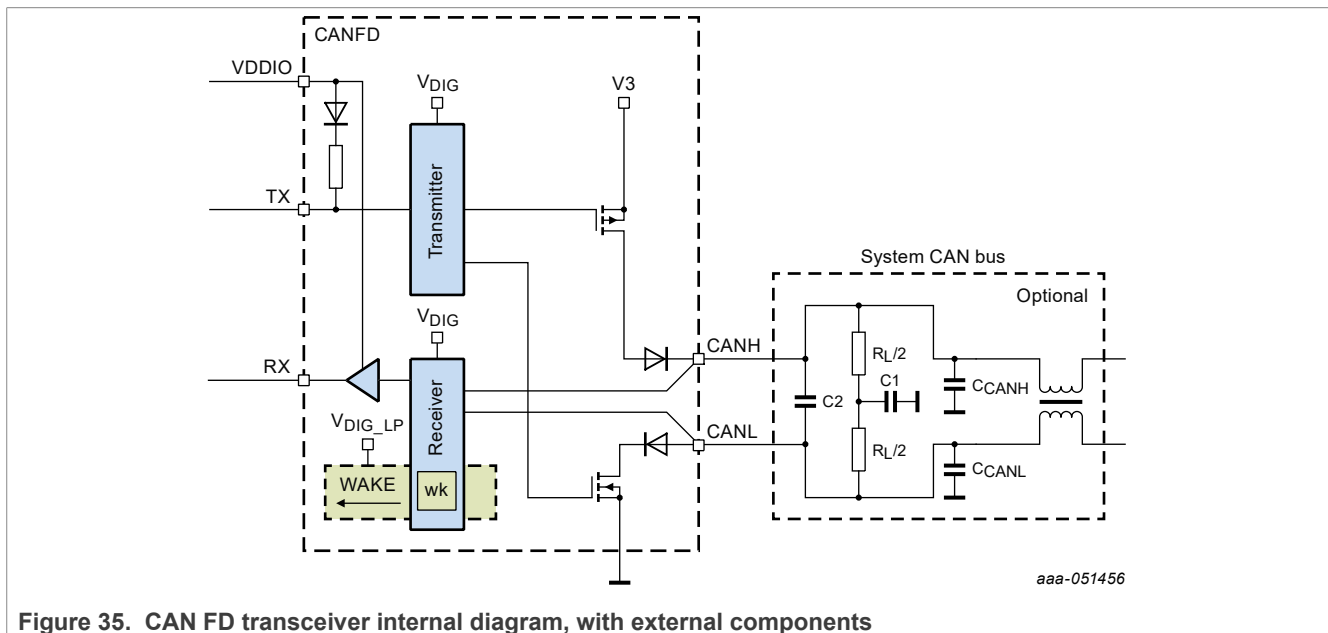 CANFD
VDDIO
VDIG
V3
TX
Transmitter
System CAN bus
Optional
VDIG
CANH
RL/2
CCANH
RX
C1
C2
Receiver
VDIG_LP
CANL
RL/2
CCANL
WAKE
wk
aaa-051456
Figure 35. CAN FD transceiver internal diagram, with external components